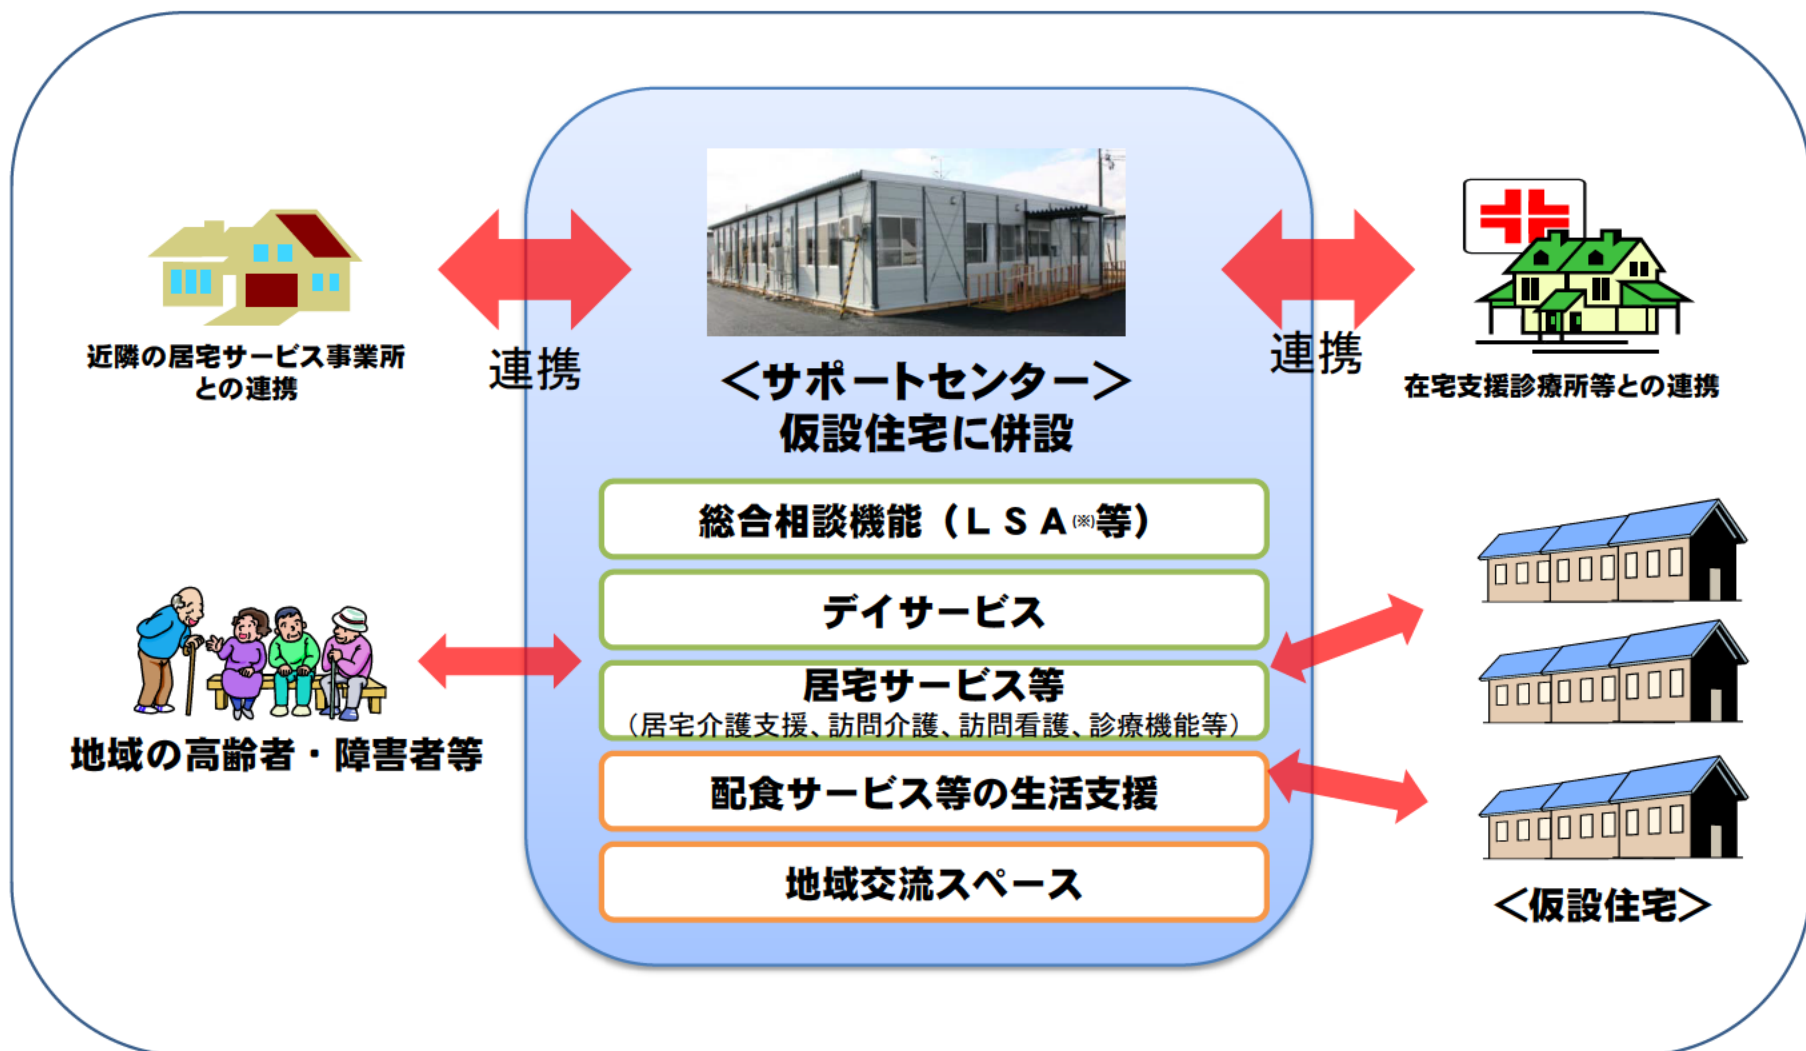 近隣の居宅サービス事業所
との連携
連携
<サポートセンター>
仮設住宅に併設
連携
在宅支援診療所等との連携
総合相談機能(LSA(※)等)
デイサービス
居宅サービス等
(居宅介護支援、訪問介護、訪問看護、診療機能等)
配食サービス等の生活支援
地域交流スペース
地域の高齢者・障害者等
<仮設住宅>